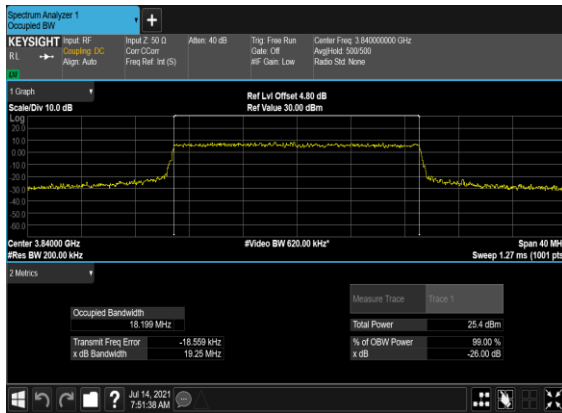 Spectrum Analyzer 1
Occupied BW
KEYSIGHT
RL
Input: RF
Coupling: DC
Align: Auto
Input Z: 50 Ω
Corr CCorr
Freq Ref: Int (S)
Atten: 40 dB
Trig: Free Run
Gate: Off
#IF Gain: Low
Center Freq: 3.840000000 GHz
Avg|Hold: 500/500
Radio Std: None
1 Graph
Scale/Div 10.0 dB
Ref Lvl Offset 4.80 dB
Ref Value 30.00 dBm
Log
20.0
10.0
0.00
-10.0
-20.0
-30.0
-40.0
-50.0
-60.0
Center 3.84000 GHz
#Video BW 620.00 kHz*
Span 40 MH
#Res BW 200.00 kHz
Sweep 1.27 ms (1001 pts
2 Metrics
Measure Trace
Trace 1
Occupied Bandwidth
18.199 MHz
Total Power
25.4 dBm
Transmit Freq Error
-18.559 kHz
% of OBW Power
99.00 %
x dB Bandwidth
19.25 MHz
x dB
-26.00 dB
?
Jul 14, 2021
7:51:38 AM